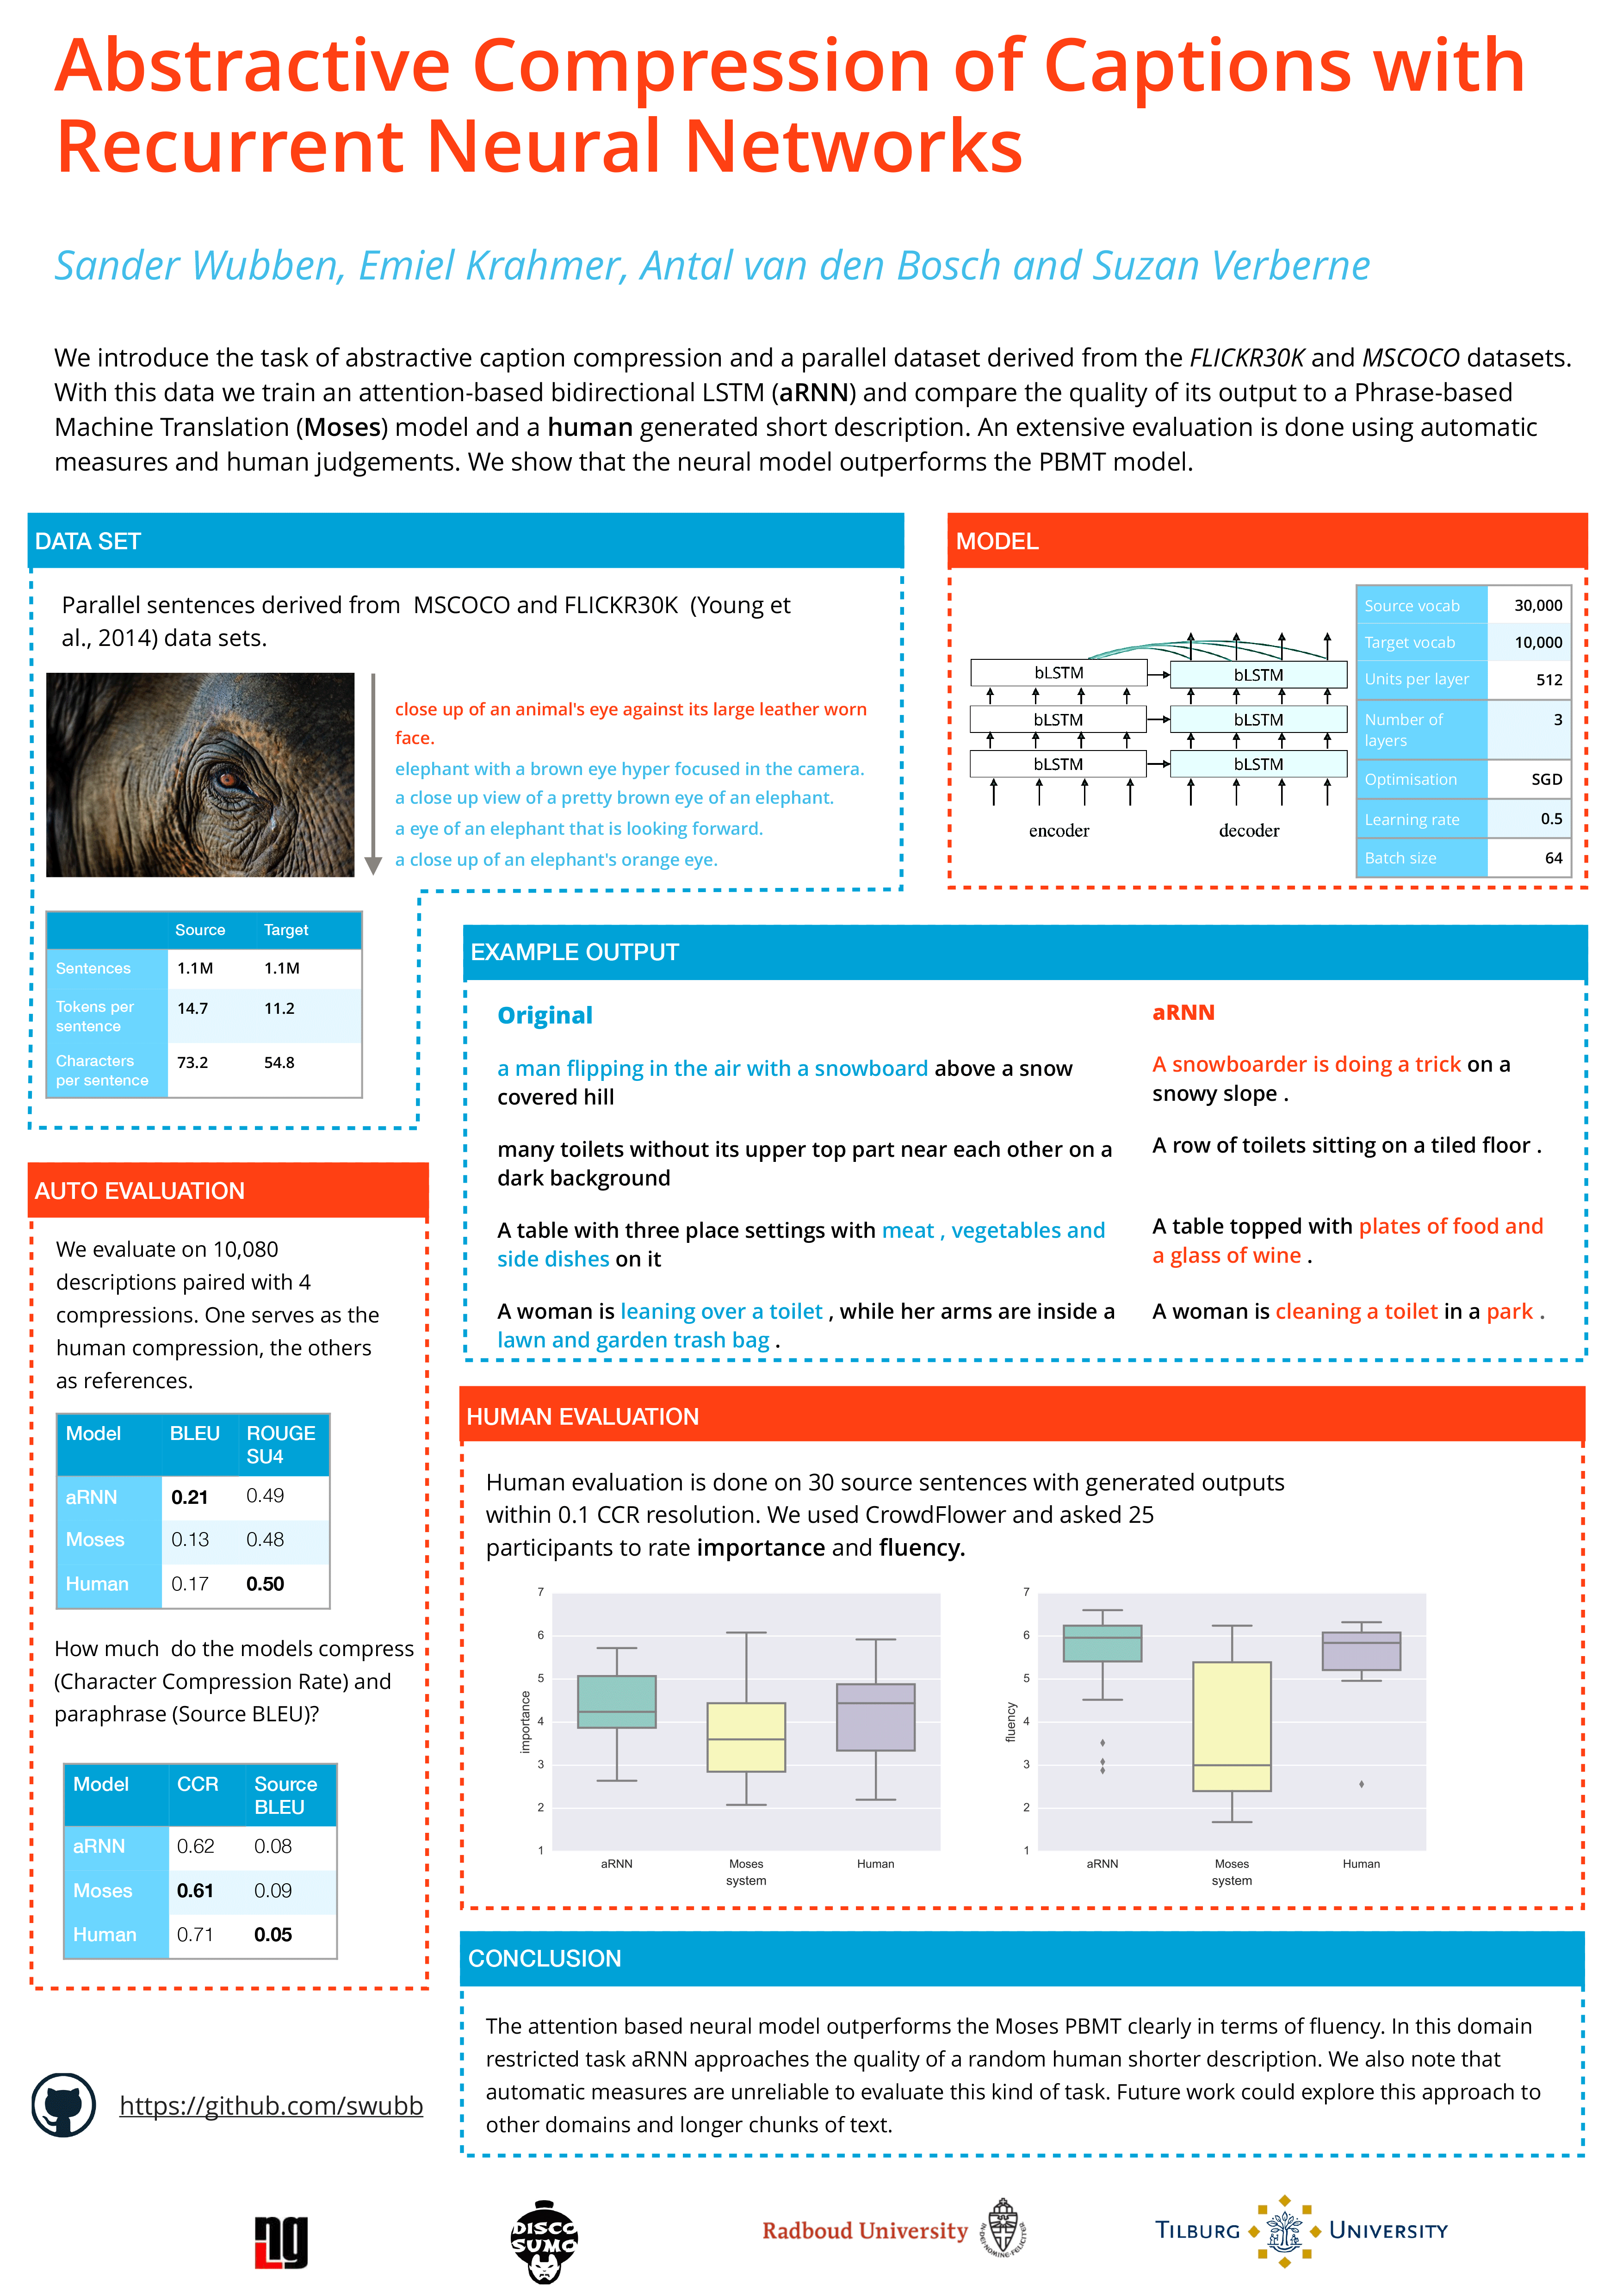 Abstractive Compression of Captions with
Recurrent Neural Networks
Sander Wubben, Emiel Krahmer, Antal van den Bosch and Suzan Verberne
We introduce the task of abstractive caption compression and a parallel dataset derived from the FLICKR30K and MSCOCO datasets.
With this data we train an attention-based bidirectional LSTM (aRNN) and compare the quality of its output to a Phrase-based
Machine Translation (Moses) model and a human generated short description. An extensive evaluation is done using automatic
measures and human judgements. We show that the neural model outperforms the PBMT model.
DATA SET
Parallel sentences derived from MSCOCO and FLICKR30K (Young et
al., 2014) data sets.
close up of an animal's eye against its large leather worn
face.
elephant with a brown eye hyper focused in the camera.
a close up view of a pretty brown eye of an elephant.
a eye of an elephant that is looking forward.
a close up of an elephant's orange eye.
Source Target
Sentences 1.1M 1.1M
Tokens per
sentence 14.7 11.2
Characters
per sentence 73.2 54.8
MODEL
bLSTM bLSTM
bLSTM bLSTM
bLSTM bLSTM
encoder decoder
Source vocab 30,000
Target vocab 10,000
Units per layer 512
Number of
layers 3
Optimisation SGD
Learning rate 0.5
Batch size 64
EXAMPLE OUTPUT
Original
aRNN
a man flipping in the air with a snowboard above a snow
covered hill
A snowboarder is doing a trick on a
snowy slope .
many toilets without its upper top part near each other on a
dark background
A row of toilets sitting on a tiled floor .
A table with three place settings with meat , vegetables and
side dishes on it
A table topped with plates of food and
a glass of wine .
A woman is leaning over a toilet , while her arms are inside a
lawn and garden trash bag .
A woman is cleaning a toilet in a park .
AUTO EVALUATION
We evaluate on 10,080
descriptions paired with 4
compressions. One serves as the
human compression, the others
as references.
Model BLEU ROUGE
SU4
aRNN 0.21 0.49
Moses 0.13 0.48
Human 0.17 0.50
How much do the models compress
(Character Compression Rate) and
paraphrase (Source BLEU)?
Model CCR Source
BLEU
aRNN 0.62 0.08
Moses 0.61 0.09
Human 0.71 0.05
https://github.com/swubb
HUMAN EVALUATION
Human evaluation is done on 30 source sentences with generated outputs
within 0.1 CCR resolution. We used CrowdFlower and asked 25
participants to rate importance and fluency.
7
6
5
4
3
2
1
importance
aRNN Moses Human
system
7
6
5
4
3
2
1
fluency
aRNN Moses Human
system
CONCLUSION
The attention based neural model outperforms the Moses PBMT clearly in terms of fluency. In this domain
restricted task aRNN approaches the quality of a random human shorter description. We also note that
automatic measures are unreliable to evaluate this kind of task. Future work could explore this approach to
other domains and longer chunks of text.
DISCO
SUMO
Radboud University
IN DEI NOMINE FELICITER
TILBURG UNIVERSITY